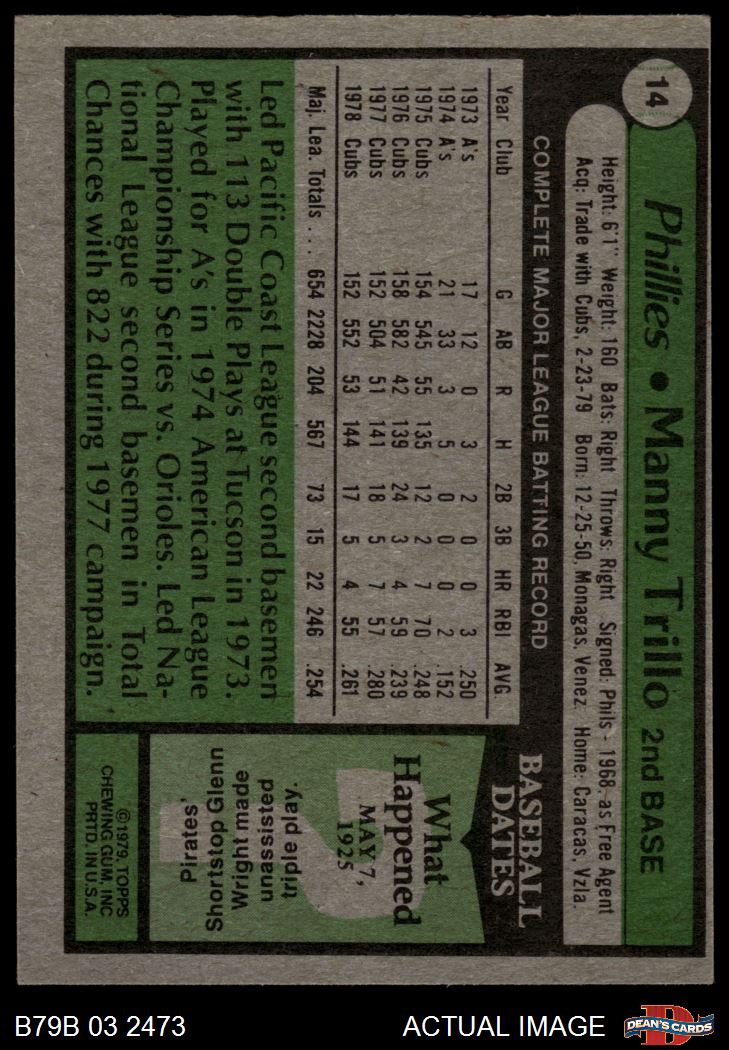 14
Phillies • Manny Trillo 2nd BASE
Height: 6'1" Weight: 160 Bats: Right Throws: Right Signed: Phils - 1968 as Free Agent
Acq: Trade with Cubs, 2-23-79 Born: 12-25-50, Monagas, Venez. Home: Caracas, Vzla.
COMPLETE MAJOR LEAGUE BATTING RECORD
Year Club G AB R H 2B 3B HR RBI AVG.
1973 A's 17 12 0 3 2 0 0 3 .250
1974 A's 21 33 3 5 0 0 0 2 .152
1975 Cubs 154 545 55 135 12 2 7 70 .248
1976 Cubs 158 582 42 139 24 3 4 59 .239
1977 Cubs 152 504 51 141 18 5 7 57 .280
1978 Cubs 152 552 53 144 17 5 4 55 .261
Maj. Lea. Totals . . . 654 2228 204 567 73 15 22 246 .254
Led Pacific Coast League second basemen
with 113 Double Plays at Tucson in 1973.
Played for A's in 1974 American League
Championship Series vs. Orioles. Led Na-
tional League second basemen in Total
Chances with 822 during 1977 campaign.
BASEBALL
DATES
What
Happened
MAY 7,
1925
?
Pirates'
Shortstop Glenn
Wright made
unassisted
triple play.
©1979, TOPPS
CHEWING GUM, INC
PRTD. IN U.S.A.
B79B 03 2473
ACTUAL IMAGE
DEAN'S CARDS